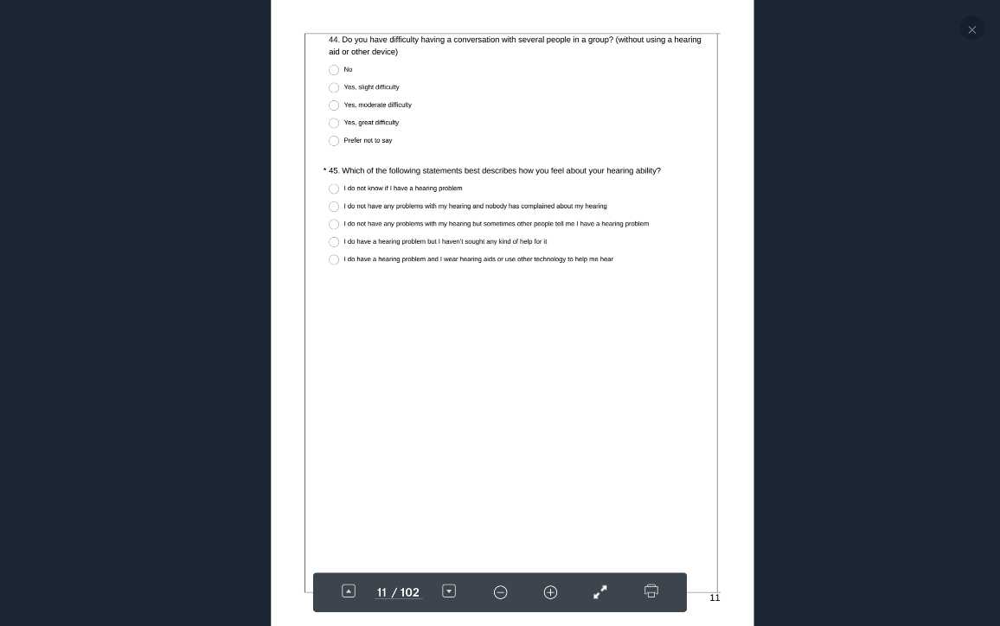 44. Do you have difficulty having a conversation with several people in a group? (without using a hearing
aid or other device)
No
Yes, slight difficulty
Yes, moderate difficulty
Yes, great difficulty
Prefer not to say
* 45. Which of the following statements best describes how you feel about your hearing ability?
I do not know if I have a hearing problem
I do not have any problems with my hearing and nobody has complained about my hearing
I do not have any problems with my hearing but sometimes other people tell me I have a hearing problem
I do have a hearing problem but I haven't sought any kind of help for it
I do have a hearing problem and I wear hearing aids or use other technology to help me hear
11 / 102
11